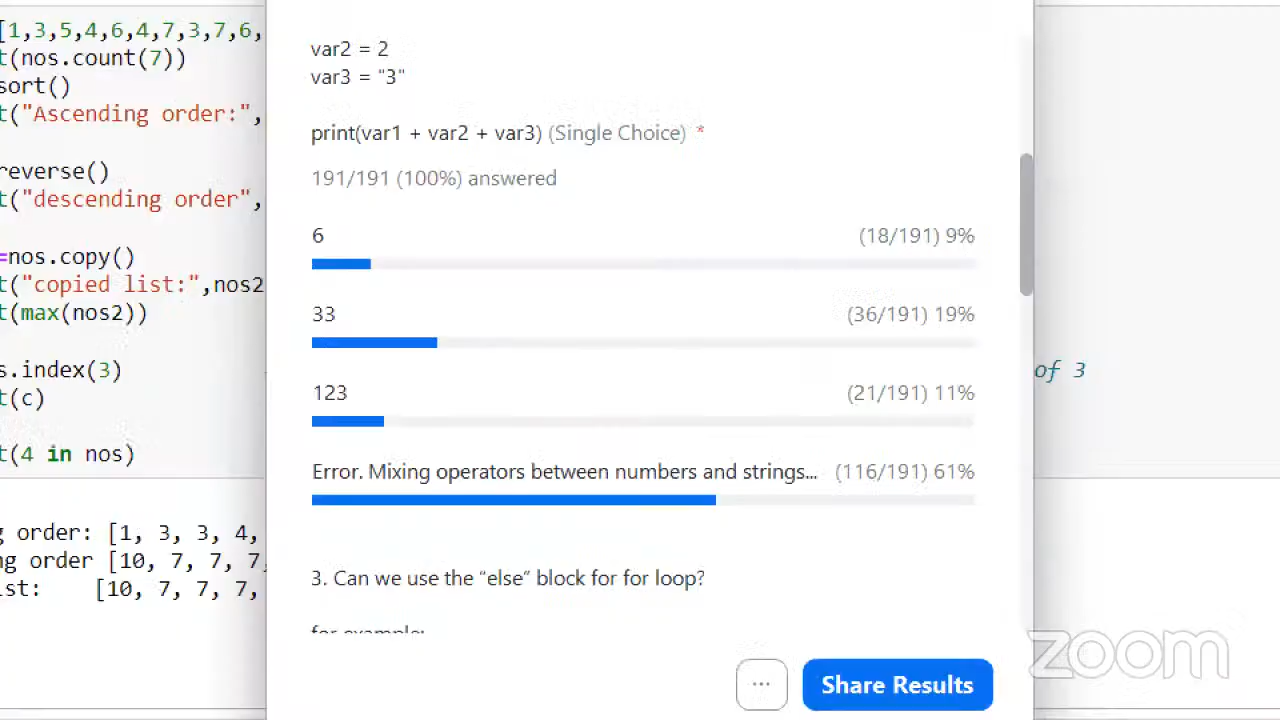 [1,3,5,4,6,4,7,3,7,6,
t(nos.count(7))
sort()
t("Ascending order:",
reverse()
t("descending order",
=nos.copy()
t("copied list:",nos2
t(max(nos2))
s.index(3)
t(c)
t(4 in nos)
g order: [1, 3, 3, 4,
ng order [10, 7, 7, 7,
ist: [10, 7, 7, 7,
var2 = 2
var3 = "3"
print(var1 + var2 + var3) (Single Choice) *
191/191 (100%) answered
6 (18/191) 9%
33 (36/191) 19%
123 (21/191) 11%
Error. Mixing operators between numbers and strings... (116/191) 61%
3. Can we use the “else” block for for loop?
for example:
... Share Results
of 3
zoom